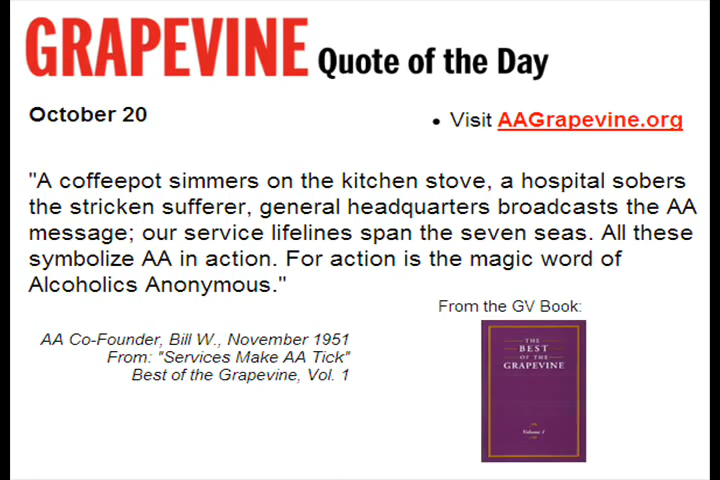 GRAPEVINE Quote of the Day
October 20
• Visit AAGrapevine.org
"A coffeepot simmers on the kitchen stove, a hospital sobers
the stricken sufferer, general headquarters broadcasts the AA
message; our service lifelines span the seven seas. All these
symbolize AA in action. For action is the magic word of
Alcoholics Anonymous."
From the GV Book:
AA Co-Founder, Bill W., November 1951
From: "Services Make AA Tick"
Best of the Grapevine, Vol. 1
THE
BEST
OF THE
GRAPEVINE
Volume 1